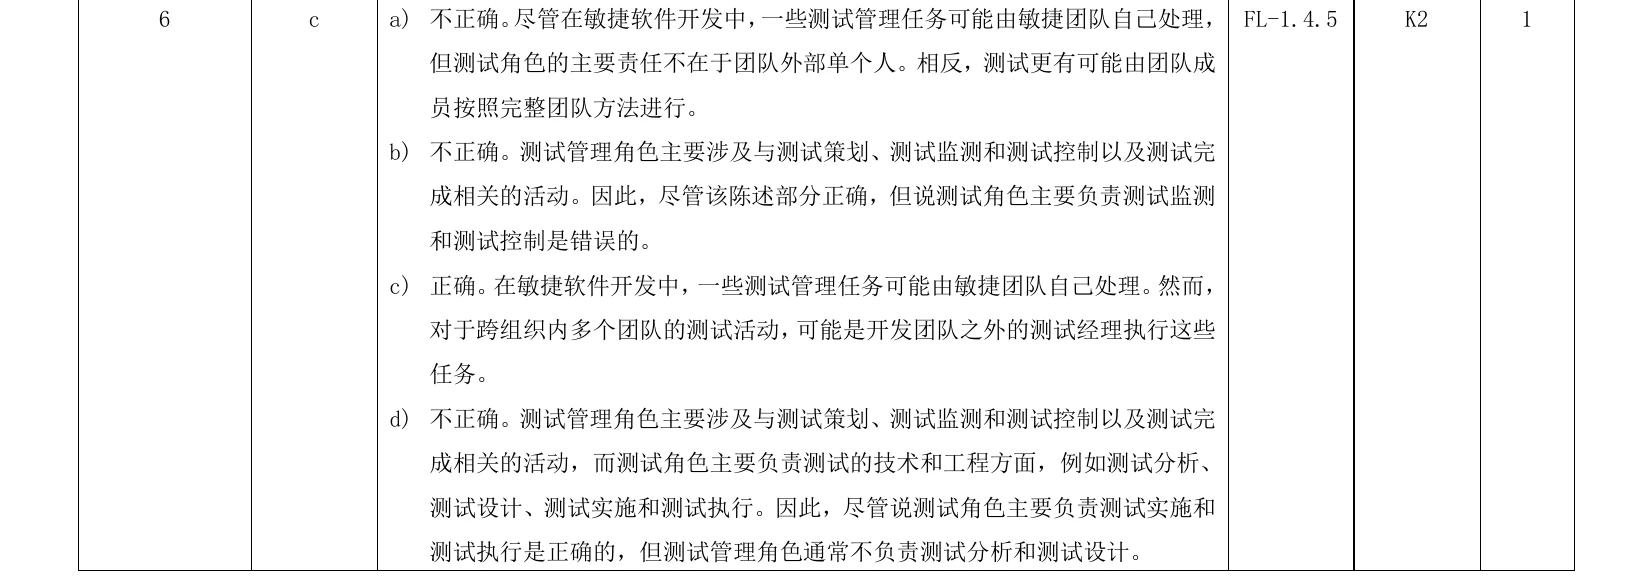 6 c a) 不正确。尽管在敏捷软件开发中，一些测试管理任务可能由敏捷团队自己处理， FL-1.4.5 K2 1
但测试角色的主要责任不在于团队外部单个人。相反，测试更有可能由团队成
员按照完整团队方法进行。
b) 不正确。测试管理角色主要涉及与测试策划、测试监测和测试控制以及测试完
成相关的活动。因此，尽管该陈述部分正确，但说测试角色主要负责测试监测
和测试控制是错误的。
c) 正确。在敏捷软件开发中，一些测试管理任务可能由敏捷团队自己处理。然而，
对于跨组织内多个团队的测试活动，可能是开发团队之外的测试经理执行这些
任务。
d) 不正确。测试管理角色主要涉及与测试策划、测试监测和测试控制以及测试完
成相关的活动，而测试角色主要负责测试的技术和工程方面，例如测试分析、
测试设计、测试实施和测试执行。因此，尽管说测试角色主要负责测试实施和
测试执行是正确的，但测试管理角色通常不负责测试分析和测试设计。